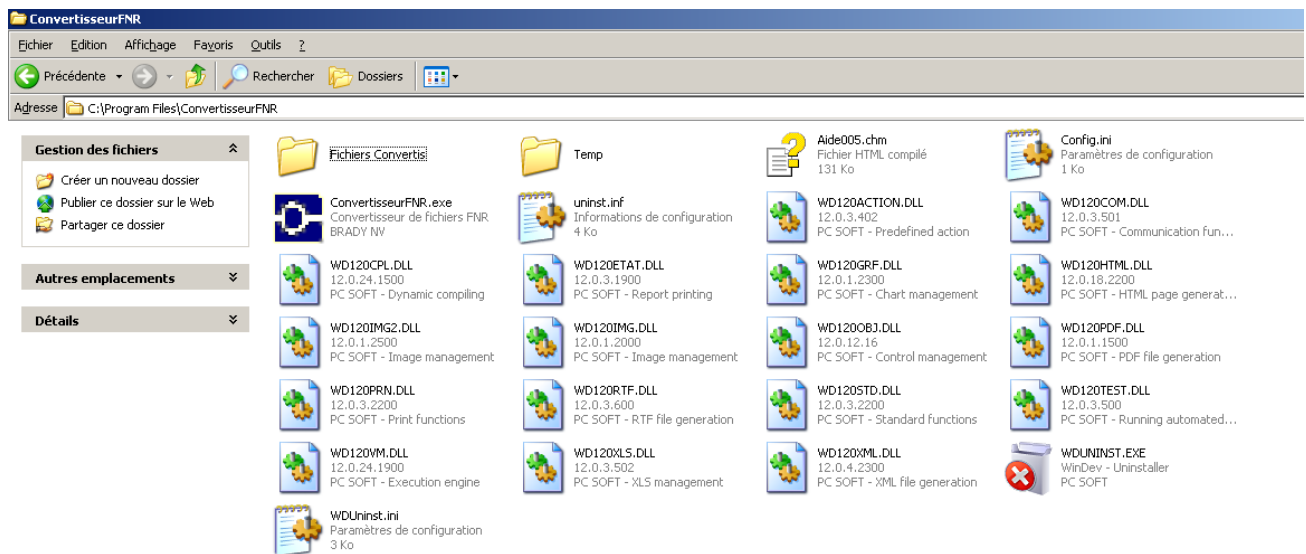 ConvertisseurFNR
Fichier Edition Affichage Favoris Outils ?
Précédente Rechercher Dossiers
Adresse C:\Program Files\ConvertisseurFNR
Gestion des fichiers
Créer un nouveau dossier
Publier ce dossier sur le Web
Partager ce dossier
Autres emplacements
Détails
Fichiers Convertis
Temp
Aide005.chm
Fichier HTML compilé
131 Ko
Config.ini
Paramètres de configuration
1 Ko
ConvertisseurFNR.exe
Convertisseur de fichiers FNR
BRADY NV
uninst.inf
Informations de configuration
4 Ko
WD120ACTION.DLL
12.0.3.402
PC SOFT - Predefined action
WD120COM.DLL
12.0.3.501
PC SOFT - Communication fun...
WD120CPL.DLL
12.0.24.1500
PC SOFT - Dynamic compiling
WD120ETAT.DLL
12.0.3.1900
PC SOFT - Report printing
WD120GRF.DLL
12.0.1.2300
PC SOFT - Chart management
WD120HTML.DLL
12.0.18.2200
PC SOFT - HTML page generat...
WD120IMG2.DLL
12.0.1.2500
PC SOFT - Image management
WD120IMG.DLL
12.0.1.2000
PC SOFT - Image management
WD120OBJ.DLL
12.0.12.16
PC SOFT - Control management
WD120PDF.DLL
12.0.1.1500
PC SOFT - PDF file generation
WD120PRN.DLL
12.0.3.2200
PC SOFT - Print functions
WD120RTF.DLL
12.0.3.600
PC SOFT - RTF file generation
WD120STD.DLL
12.0.3.2200
PC SOFT - Standard functions
WD120TEST.DLL
12.0.3.500
PC SOFT - Running automated...
WD120VM.DLL
12.0.24.1900
PC SOFT - Execution engine
WD120XLS.DLL
12.0.3.502
PC SOFT - XLS management
WD120XML.DLL
12.0.4.2300
PC SOFT - XML file generation
WDUNINST.EXE
WinDev - Uninstaller
PC SOFT
WDUninst.ini
Paramètres de configuration
3 Ko